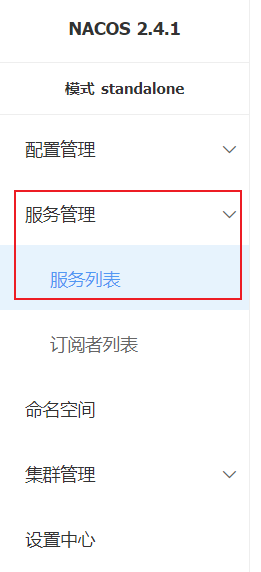 NACOS 2.4.1
模式 standalone
配置管理
服务管理
服务列表
订阅者列表
命名空间
集群管理
设置中心